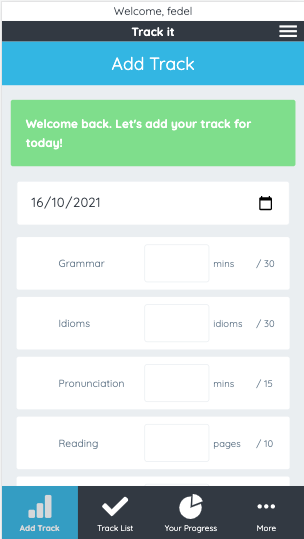 Welcome, fedel
Track it
Add Track
Welcome back. Let's add your track for
today!
16/10/2021
Grammar mins / 30
Idioms idioms / 30
Pronunciation mins / 15
Reading pages / 10
Add Track Track List Your Progress More